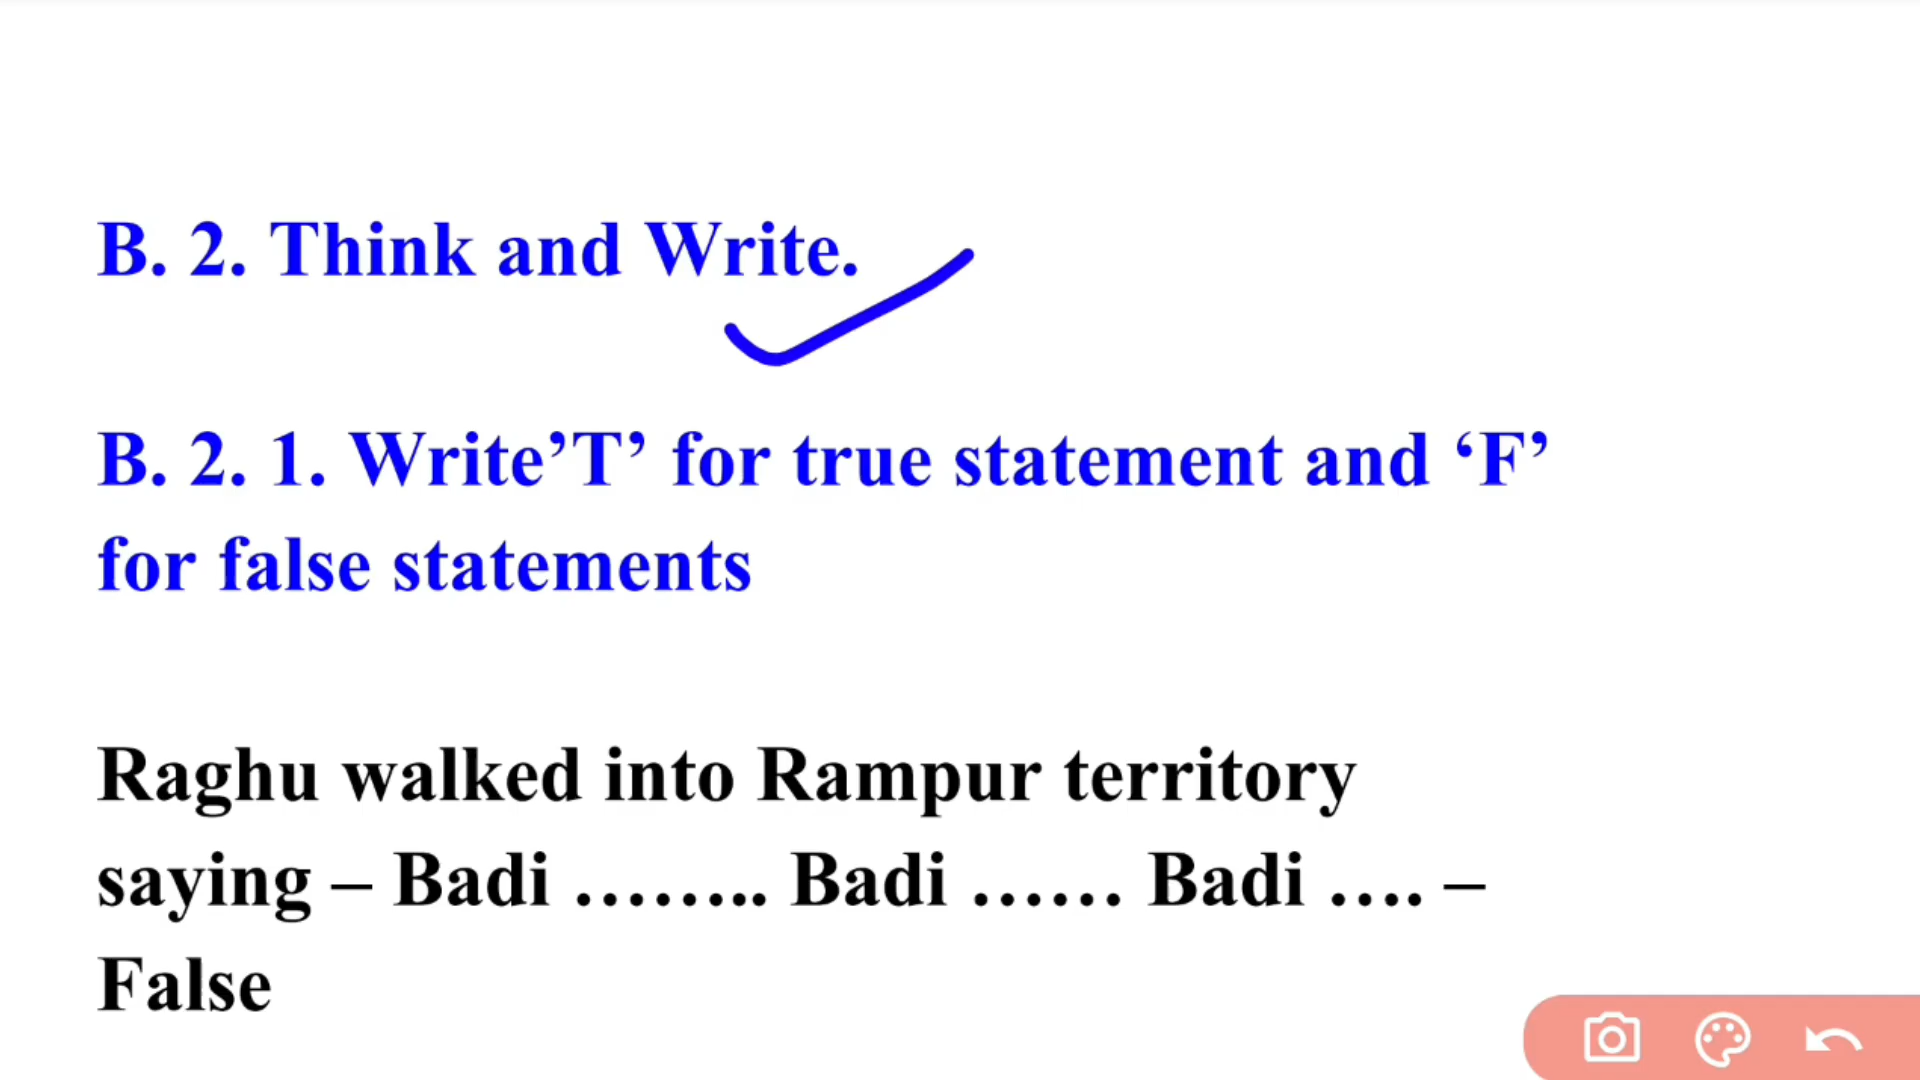 B. 2. Think and Write.
B. 2. 1. Write’T’ for true statement and ‘F’
for false statements
Raghu walked into Rampur territory
saying – Badi …….. Badi …… Badi …. –
False